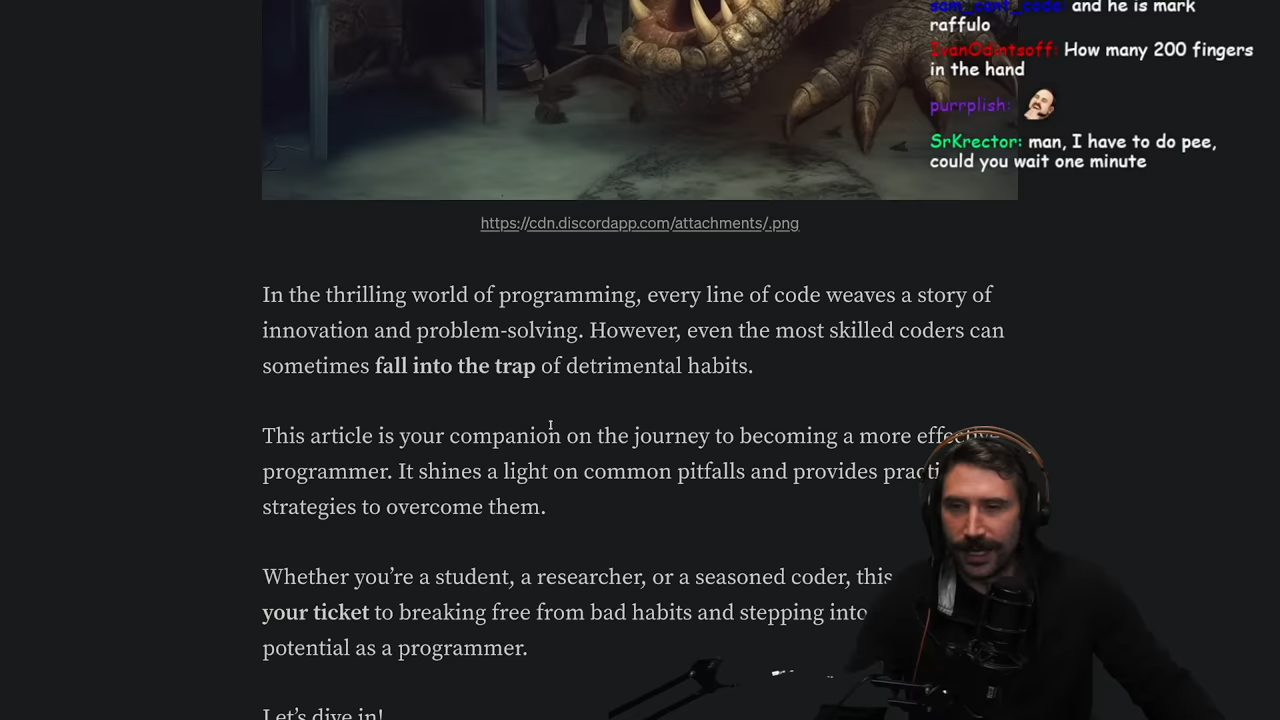 sam_sant_code: and he is mark
raffulo
IvanOdintsoff: How many 200 fingers
in the hand
purrplish:
SrKrector: man, I have to do pee,
could you wait one minute
https://cdn.discordapp.com/attachments/.png
In the thrilling world of programming, every line of code weaves a story of
innovation and problem-solving. However, even the most skilled coders can
sometimes fall into the trap of detrimental habits.
This article is your companion on the journey to becoming a more effective
programmer. It shines a light on common pitfalls and provides
strategies to overcome them.
Whether you’re a student, a researcher, or a seasoned coder, this
your ticket to breaking free from bad habits and stepping into
potential as a programmer.
Let’s dive in!